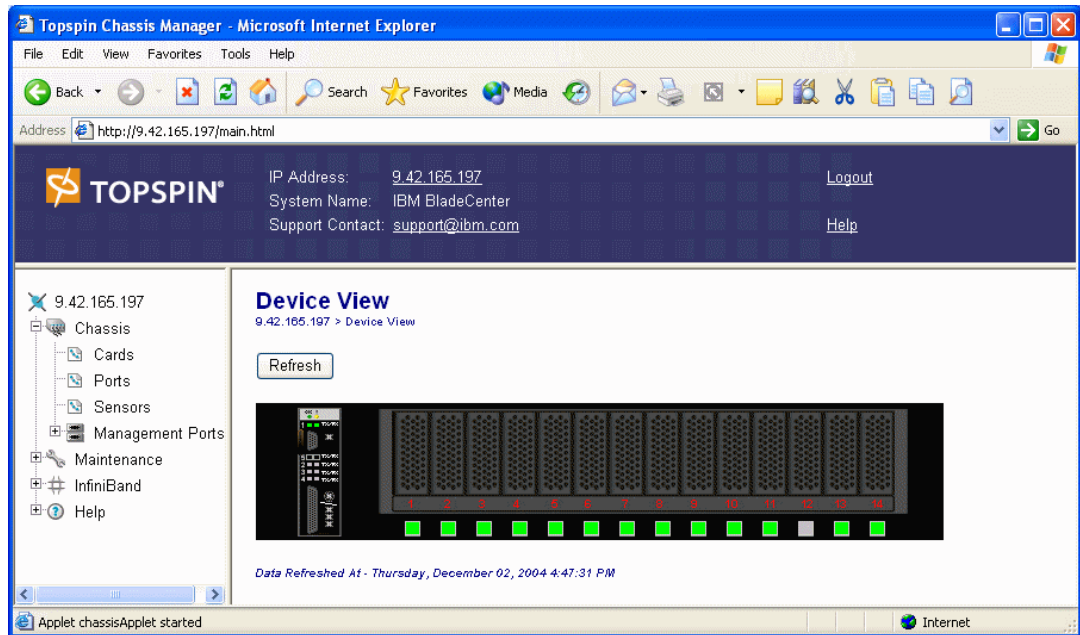 Topspin Chassis Manager - Microsoft Internet Explorer
File Edit View Favorites Tools Help
Back Search Favorites Media
Address http://9.42.165.197/main.html Go
TOPSPIN®
IP Address: 9.42.165.197 Logout
System Name: IBM BladeCenter
Support Contact: support@ibm.com Help
9.42.165.197
Chassis
Cards
Ports
Sensors
Management Ports
Maintenance
InfiniBand
Help
Device View
9.42.165.197 > Device View
Refresh
1 2 3 4 5 6 7 8 9 10 11 12 13 14
Data Refreshed At - Thursday, December 02, 2004 4:47:31 PM
Applet chassisApplet started Internet